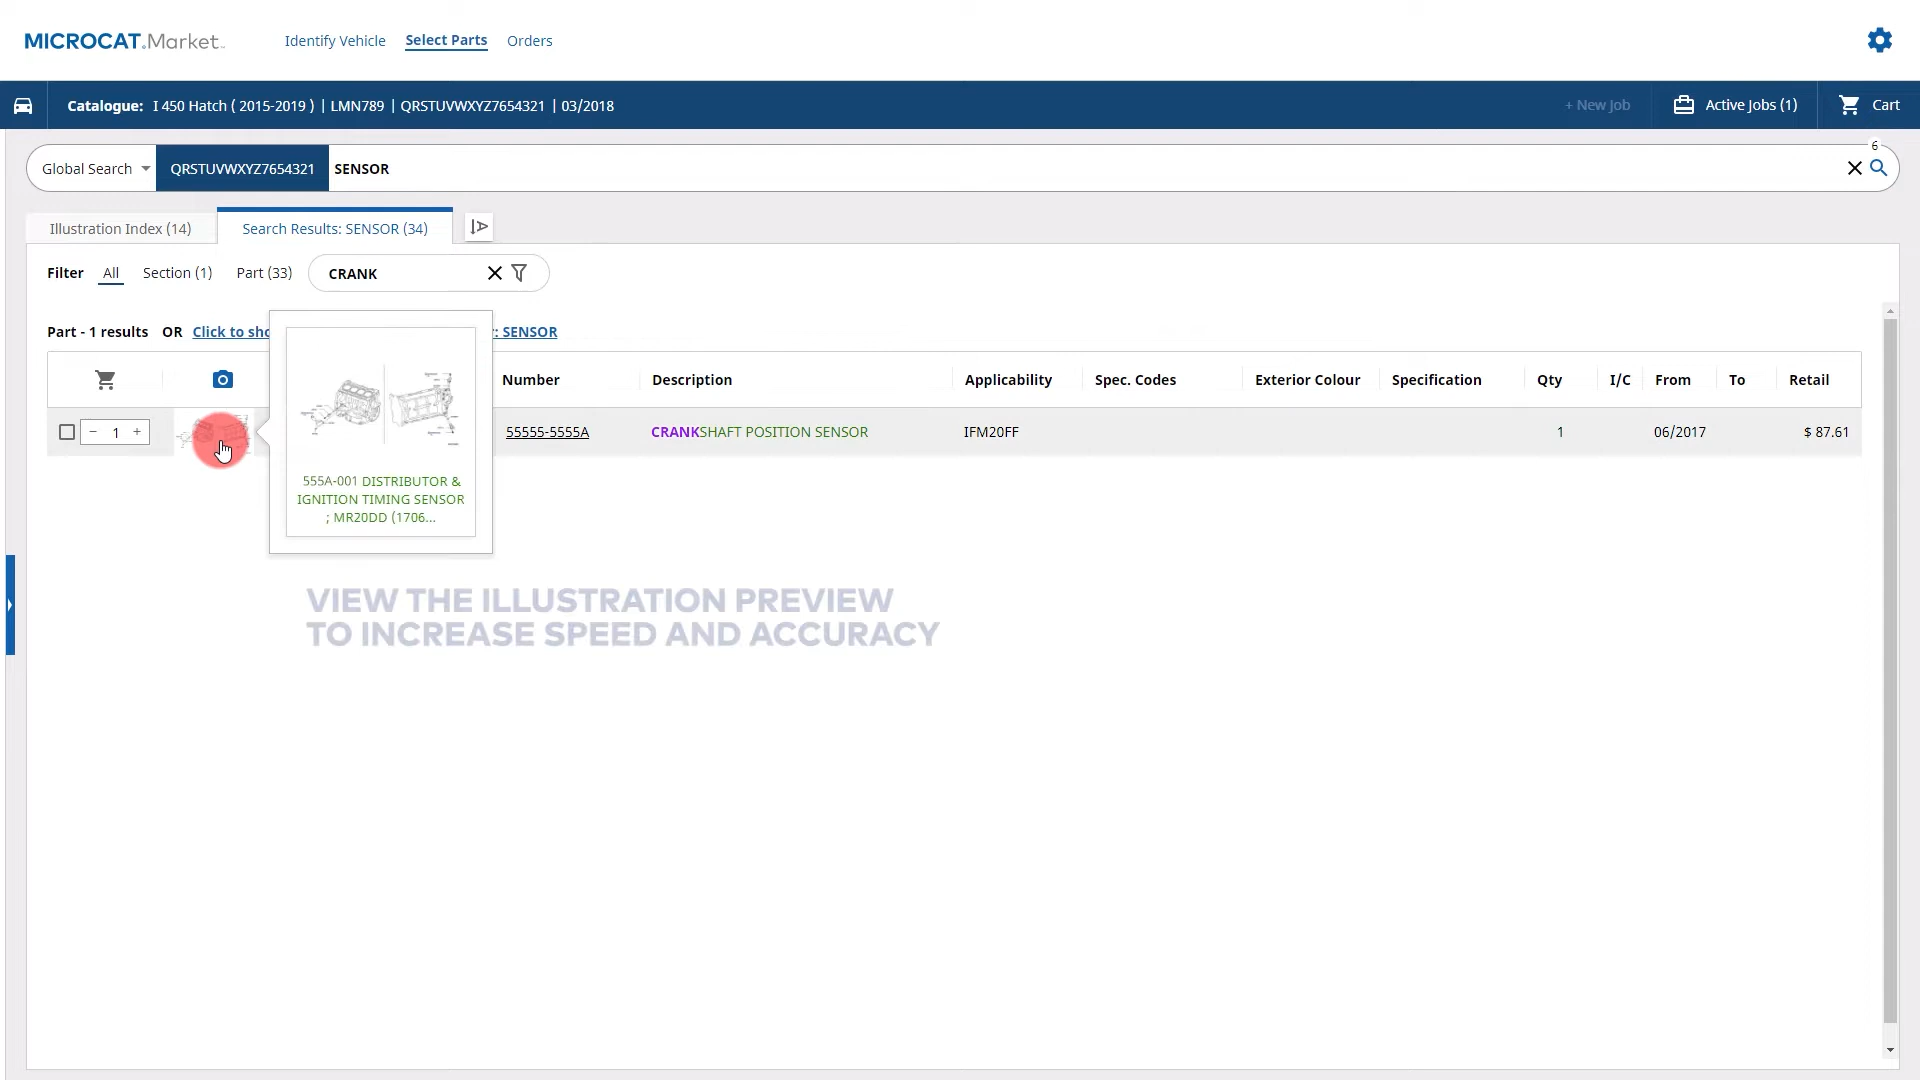 MICROCAT.Market Identify Vehicle Select Parts Orders
Catalogue: I 450 Hatch ( 2015-2019 ) | LMN789 | QRSTUVWXYZ7654321 | 03/2018 + New Job Active Jobs (1) Cart
6
Global Search QRSTUVWXYZ7654321 SENSOR
Illustration Index (14) Search Results: SENSOR (34)
Filter All Section (1) Part (33) CRANK
Part - 1 results OR Click to sho : SENSOR
Number Description Applicability Spec. Codes Exterior Colour Specification Qty I/C From To Retail
− 1 + 55555-5555A CRANKSHAFT POSITION SENSOR IFM20FF 1 06/2017 $ 87.61
555A-001 DISTRIBUTOR &
IGNITION TIMING SENSOR
; MR20DD (1706...
VIEW THE ILLUSTRATION PREVIEW
TO INCREASE SPEED AND ACCURACY